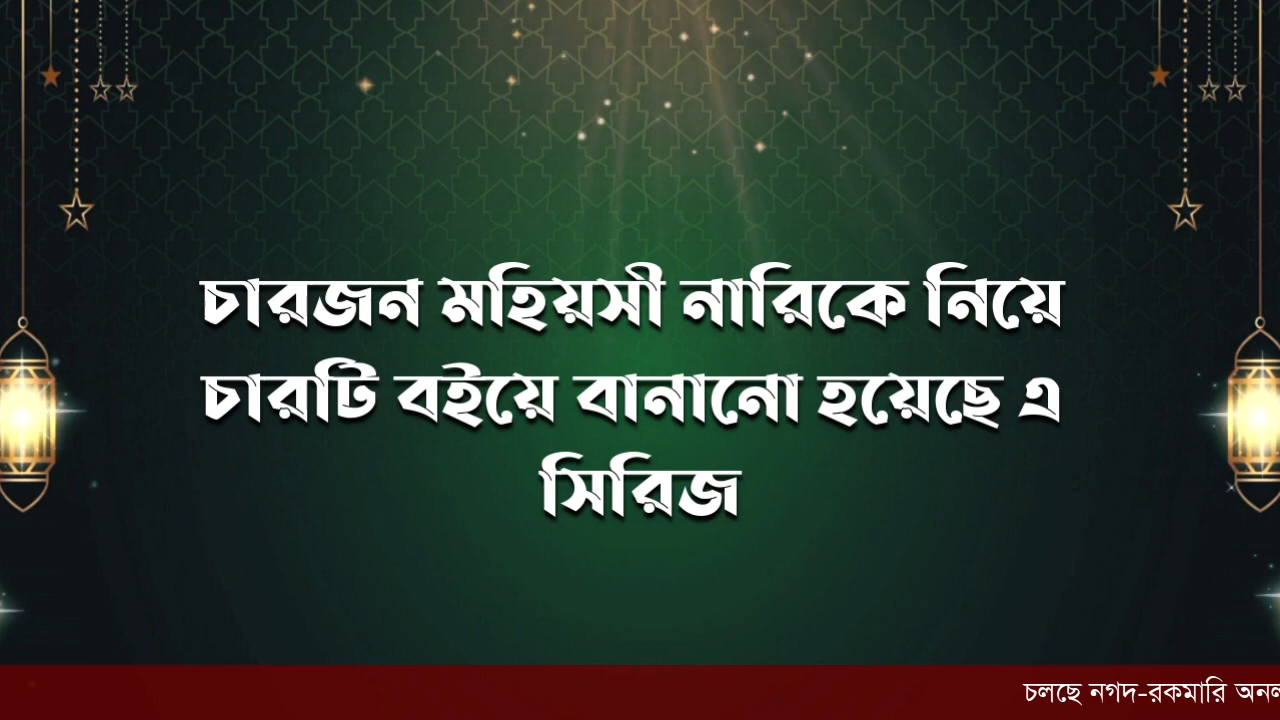 চারজন মহিয়সী নারিকে নিয়ে
চারটি বইয়ে বানানো হয়েছে এ
সিরিজ
চলছে নগদ-রকমারি